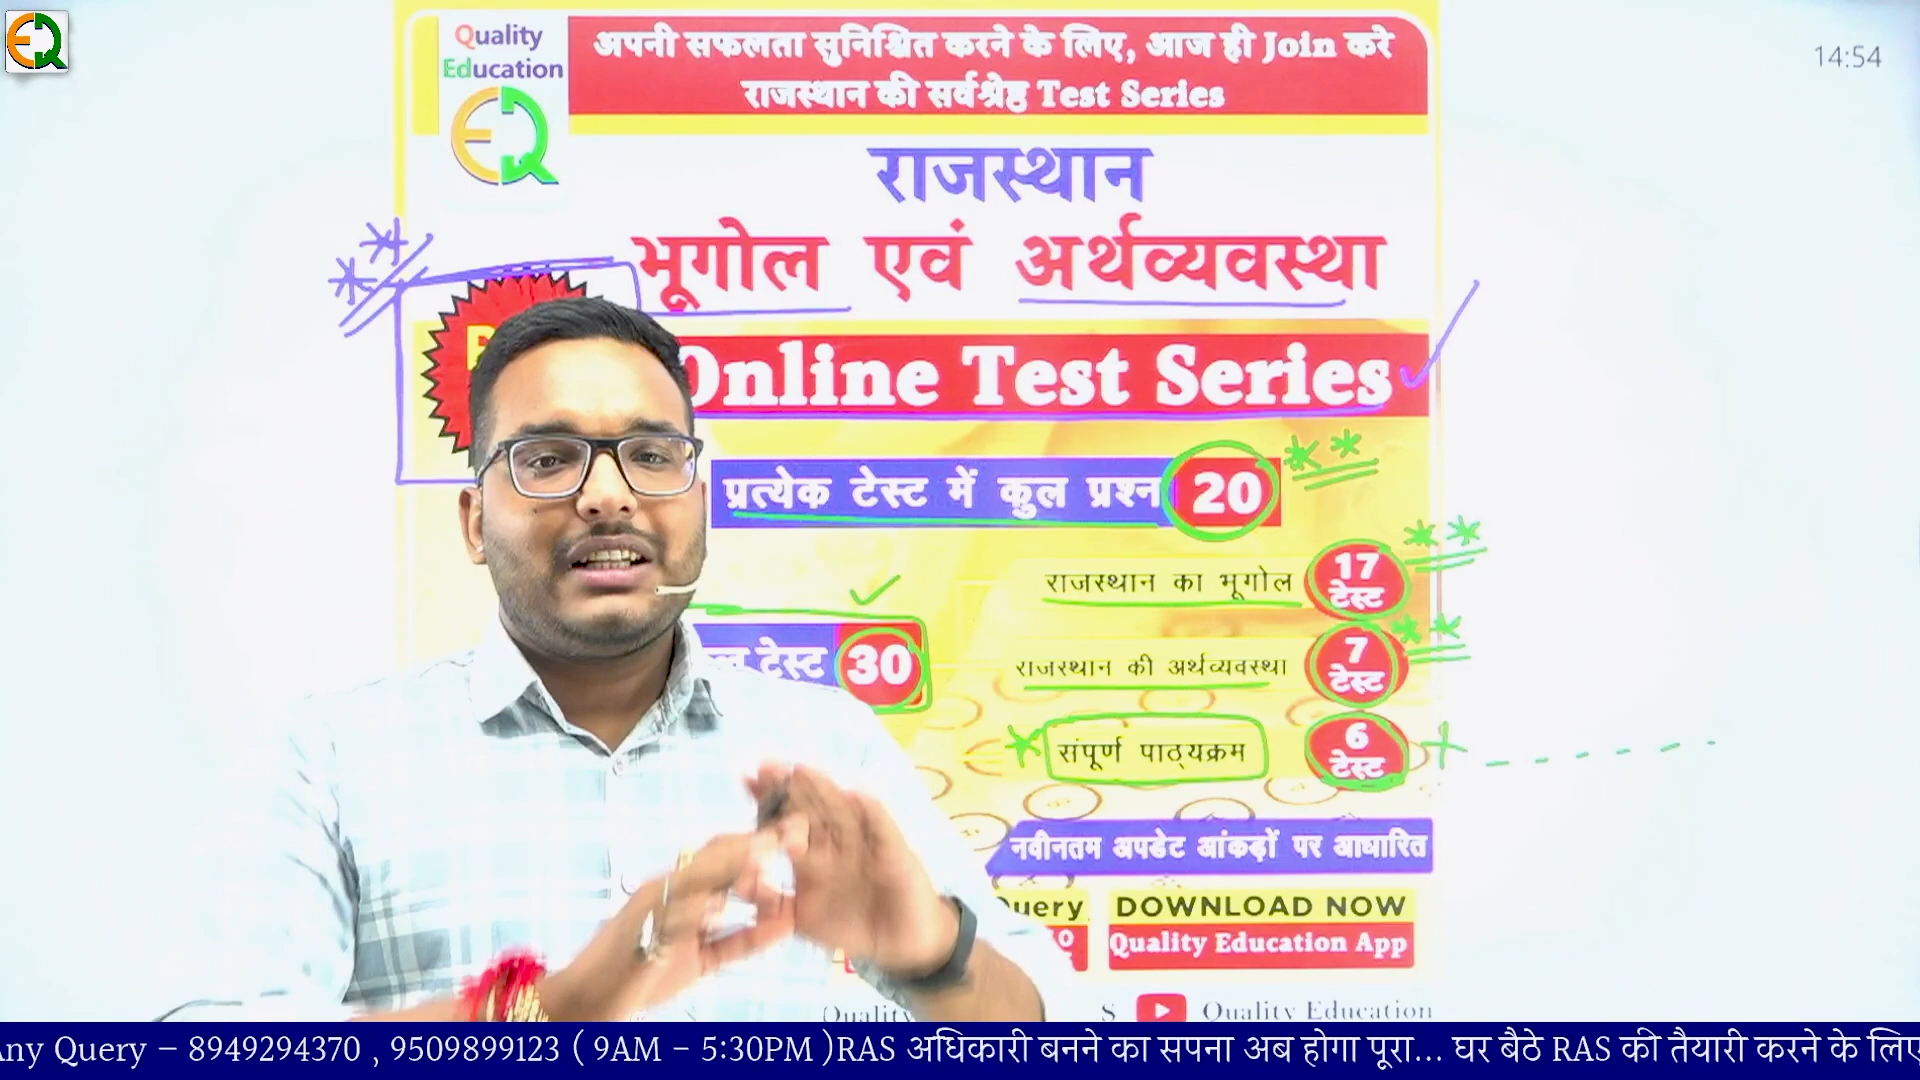 Quality
Education
EQ
अपनी सफलता सुनिश्चित करने के लिए, आज ही Join करे
राजस्थान की सर्वश्रेष्ठ Test Series
14:54
राजस्थान
भूगोल एवं अर्थव्यवस्था
Online Test Series
प्रत्येक टेस्ट में कुल प्रश्न 20
राजस्थान का भूगोल 17 टेस्ट
टेस्ट 30
राजस्थान की अर्थव्यवस्था 7 टेस्ट
संपूर्ण पाठ्यक्रम 6 टेस्ट
नवीनतम अपडेट आंकड़ों पर आधारित
DOWNLOAD NOW
Quality Education App
Quality Education
Any Query – 8949294370 , 9509899123 ( 9AM – 5:30PM )RAS अधिकारी बनने का सपना अब होगा पूरा... घर बैठे RAS की तैयारी करने के लिए